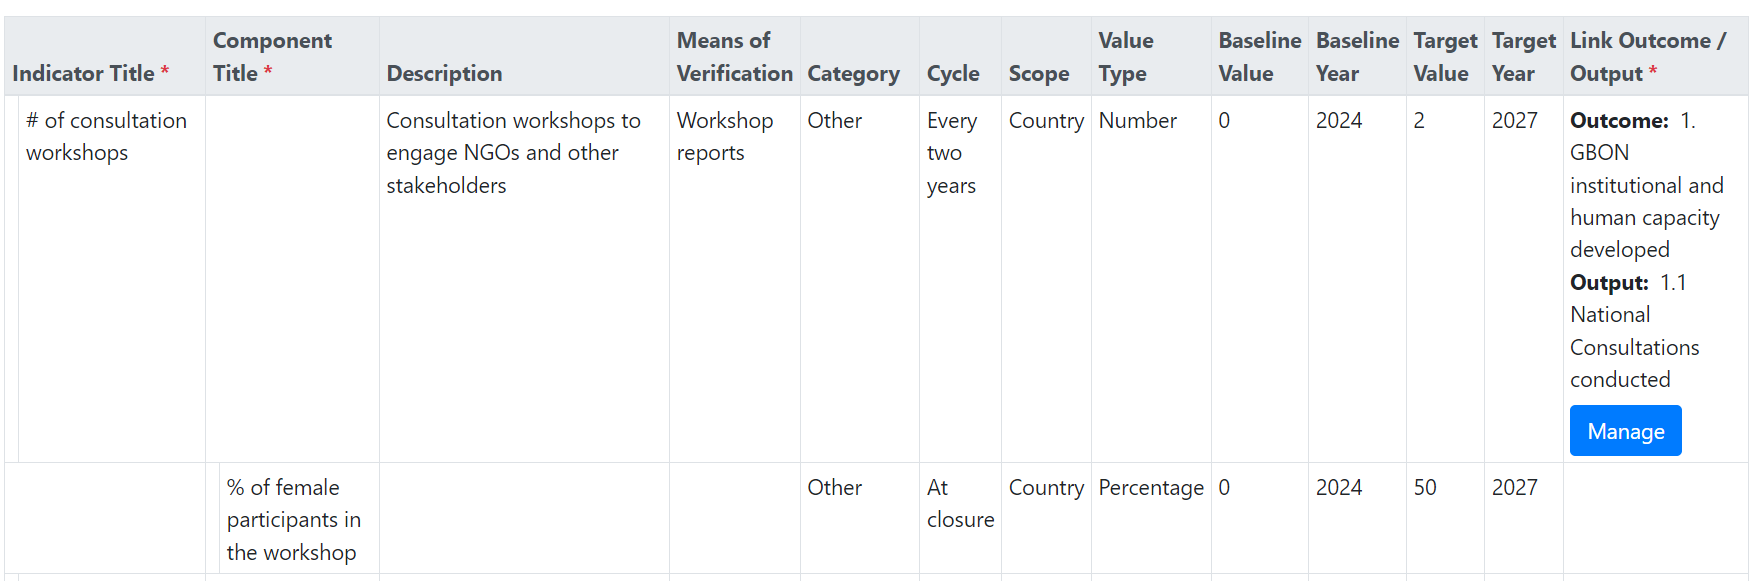 Indicator Title *
Component Title *
Description
Means of Verification
Category
Cycle
Scope
Value Type
Baseline Value
Baseline Year
Target Value
Target Year
Link Outcome / Output *
# of consultation
workshops
Consultation workshops to
engage NGOs and other
stakeholders
Workshop
reports
Other
Every
two
years
Country
Number
0
2024
2
2027
Outcome: 1.
GBON
institutional and
human capacity
developed
Output: 1.1
National
Consultations
conducted
Manage
% of female
participants in
the workshop
Other
At
closure
Country
Percentage
0
2024
50
2027